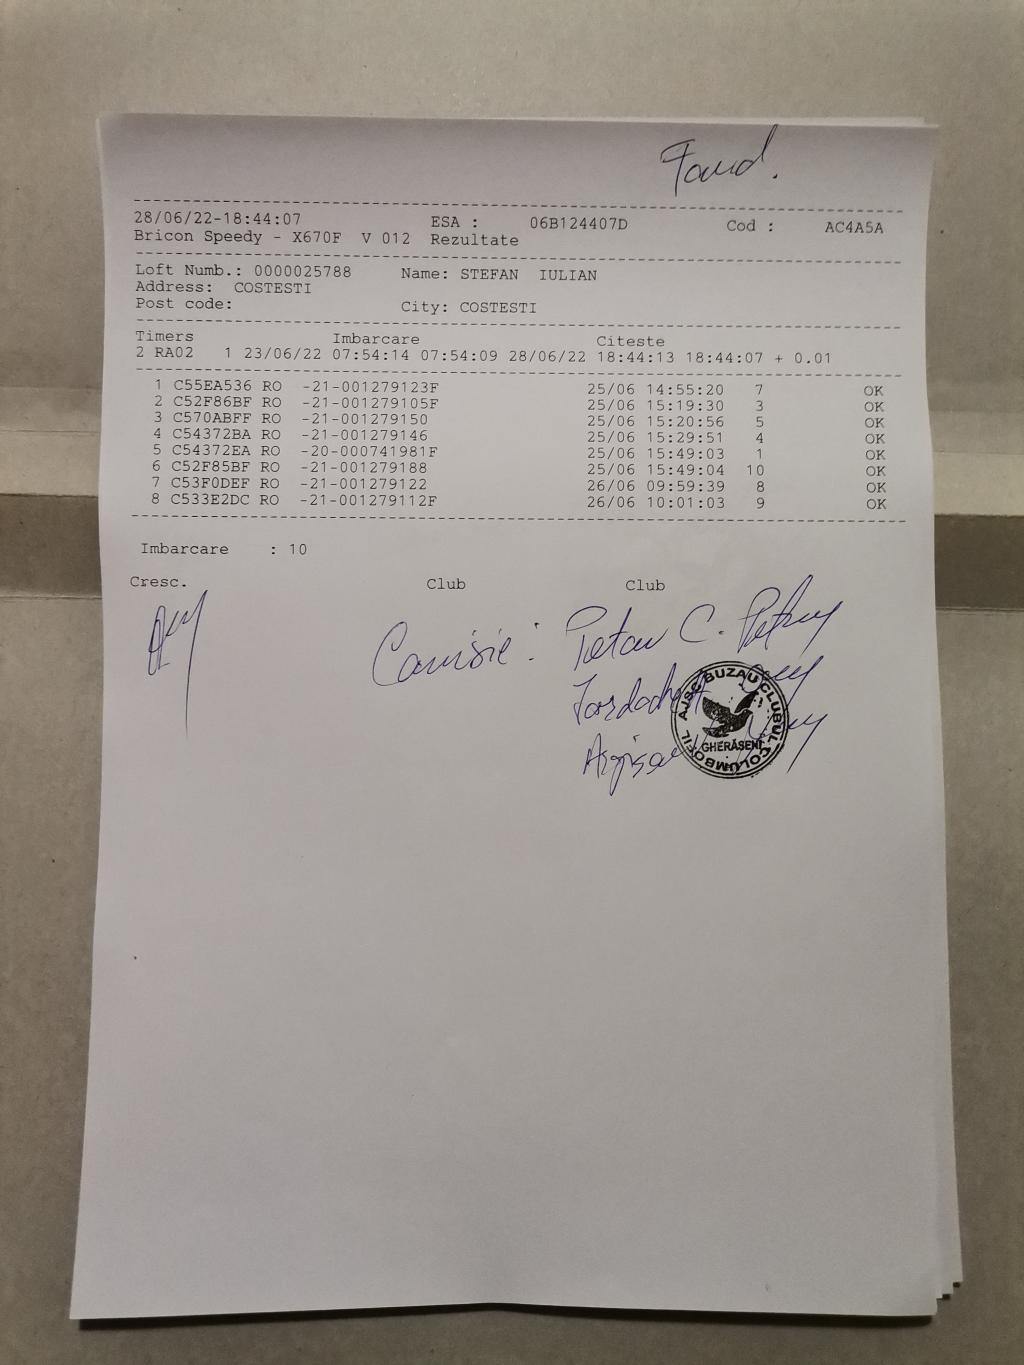 Fond.
28/06/22-18:44:07 ESA : 06B124407D Cod : AC4A5A
Bricon Speedy - X670F V 012 Rezultate
Loft Numb.: 0000025788 Name: STEFAN IULIAN
Address: COSTESTI
Post code: City: COSTESTI
Timers Imbarcare Citeste
2 RA02 1 23/06/22 07:54:14 07:54:09 28/06/22 18:44:13 18:44:07 + 0.01
1 C55EA536 RO -21-001279123F 25/06 14:55:20 7 OK
2 C52F86BF RO -21-001279105F 25/06 15:19:30 3 OK
3 C570ABFF RO -21-001279150 25/06 15:20:56 5 OK
4 C54372BA RO -21-001279146 25/06 15:29:51 4 OK
5 C54372EA RO -20-000741981F 25/06 15:49:03 1 OK
6 C52F85BF RO -21-001279188 25/06 15:49:04 10 OK
7 C53F0DEF RO -21-001279122 26/06 09:59:39 8 OK
8 C533E2DC RO -21-001279112F 26/06 10:01:03 9 OK
Imbarcare : 10
Cresc. Club Club
Comisie: C.
AJSC BUZAU CLUBUL COLUMBOFIL
GHERĂSENI